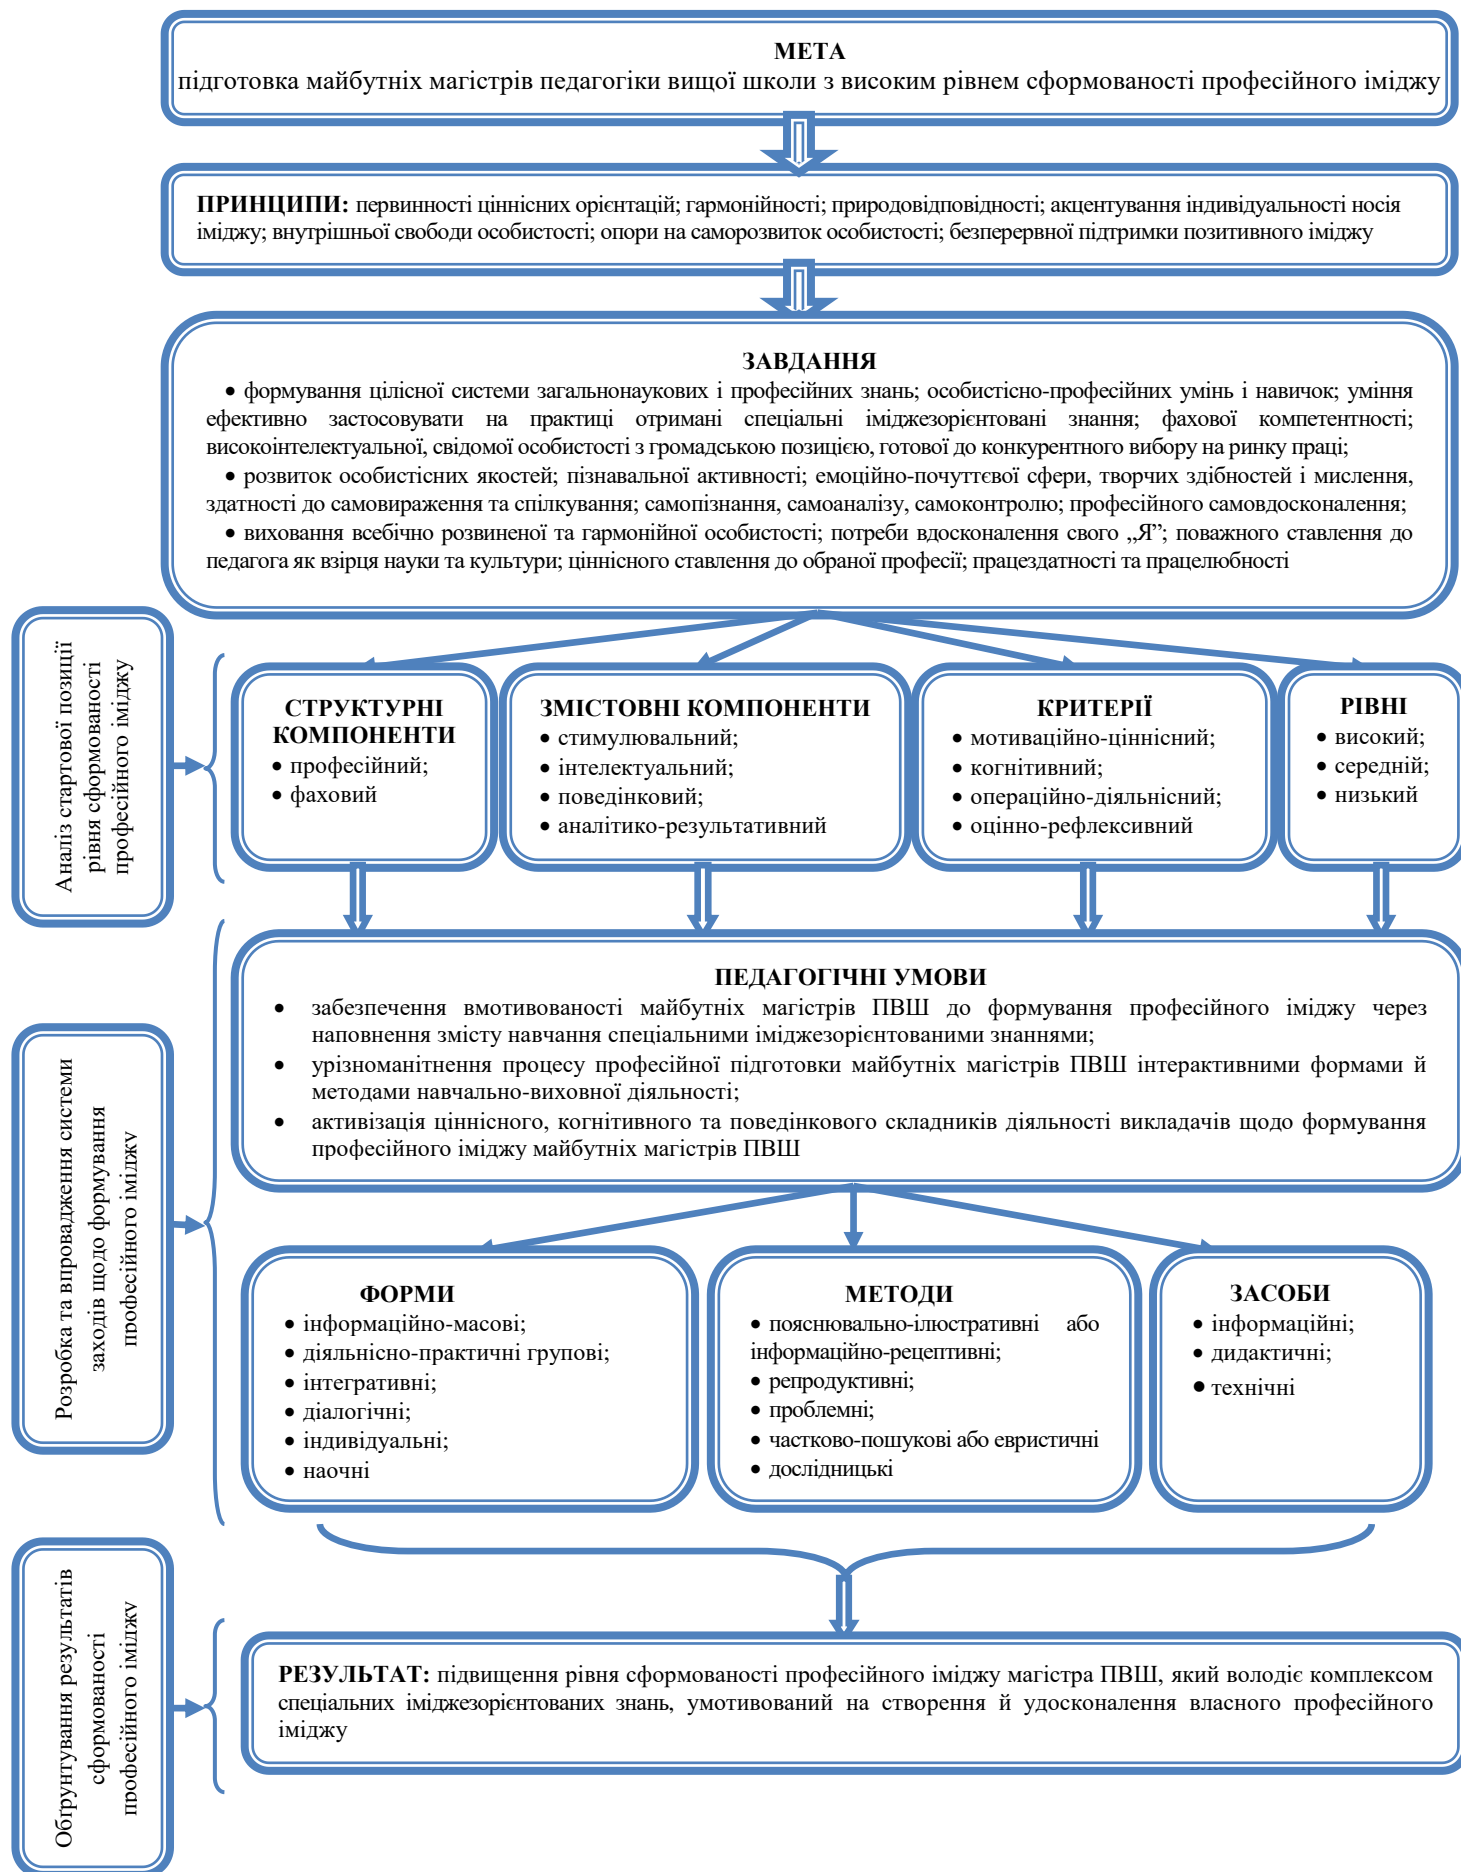 МЕТА
підготовка майбутніх магістрів педагогіки вищої школи з високим рівнем сформованості професійного іміджу
ПРИНЦИПИ: первинності ціннісних орієнтацій; гармонійності; природовідповідності; акцентування індивідуальності носія
іміджу; внутрішньої свободи особистості; опори на саморозвиток особистості; безперервної підтримки позитивного іміджу
ЗАВДАННЯ
• формування цілісної системи загальнонаукових і професійних знань; особистісно-професійних умінь і навичок; уміння
ефективно застосовувати на практиці отримані спеціальні іміджезорієнтовані знання; фахової компетентності;
високоінтелектуальної, свідомої особистості з громадською позицією, готової до конкурентного вибору на ринку праці;
• розвиток особистісних якостей; пізнавальної активності; емоційно-почуттєвої сфери, творчих здібностей і мислення,
здатності до самовираження та спілкування; самопізнання, самоаналізу, самоконтролю; професійного самовдосконалення;
• виховання всебічно розвиненої та гармонійної особистості; потреби вдосконалення свого „Я”; поважного ставлення до
педагога як взірця науки та культури; ціннісного ставлення до обраної професії; працездатності та працелюбності
Аналіз стартової позиції
рівня сформованості
професійного іміджу
СТРУКТУРНІ
КОМПОНЕНТИ
• професійний;
• фаховий
ЗМІСТОВНІ КОМПОНЕНТИ
• стимулювальний;
• інтелектуальний;
• поведінковий;
• аналітико-результативний
КРИТЕРІЇ
• мотиваційно-ціннісний;
• когнітивний;
• операційно-діяльнісний;
• оцінно-рефлексивний
РІВНІ
• високий;
• середній;
• низький
Розробка та впровадження системи
заходів щодо формування
професійного іміджу
ПЕДАГОГІЧНІ УМОВИ
• забезпечення вмотивованості майбутніх магістрів ПВШ до формування професійного іміджу через
наповнення змісту навчання спеціальними іміджезорієнтованими знаннями;
• урізноманітнення процесу професійної підготовки майбутніх магістрів ПВШ інтерактивними формами й
методами навчально-виховної діяльності;
• активізація ціннісного, когнітивного та поведінкового складників діяльності викладачів щодо формування
професійного іміджу майбутніх магістрів ПВШ
ФОРМИ
• інформаційно-масові;
• діяльнісно-практичні групові;
• інтегративні;
• діалогічні;
• індивідуальні;
• наочні
МЕТОДИ
• пояснювально-ілюстративні або
інформаційно-рецептивні;
• репродуктивні;
• проблемні;
• частково-пошукові або евристичні
• дослідницькі
ЗАСОБИ
• інформаційні;
• дидактичні;
• технічні
Обґрунтування результатів
сформованості
професійного іміджу
РЕЗУЛЬТАТ: підвищення рівня сформованості професійного іміджу магістра ПВШ, який володіє комплексом
спеціальних іміджезорієнтованих знань, умотивований на створення й удосконалення власного професійного
іміджу